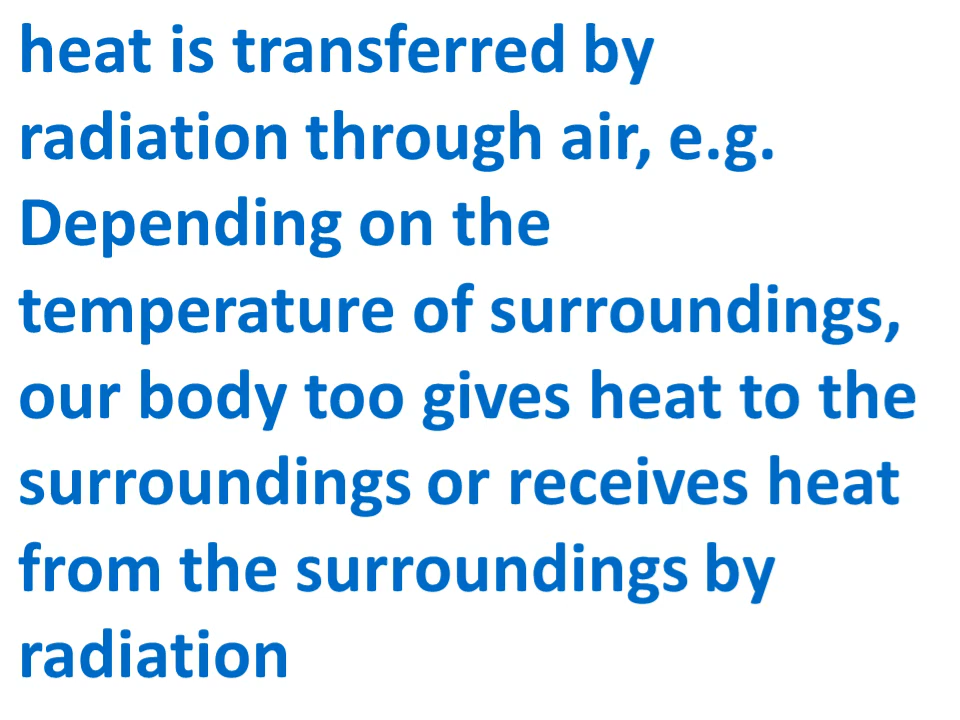 heat is transferred by
radiation through air, e.g.
Depending on the
temperature of surroundings,
our body too gives heat to the
surroundings or receives heat
from the surroundings by
radiation